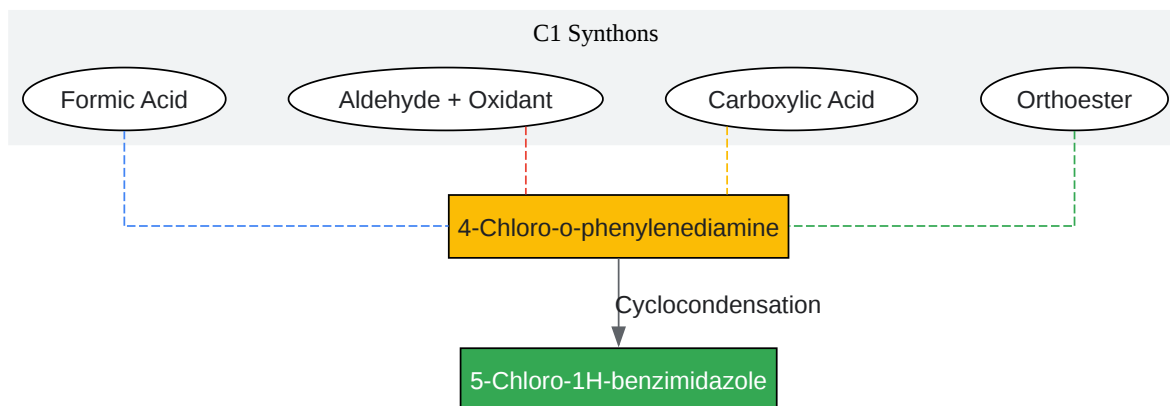 C1 Synthons
Formic Acid
Aldehyde + Oxidant
Carboxylic Acid
Orthoester
4-Chloro-o-phenylenediamine
Cyclocondensation
5-Chloro-1H-benzimidazole